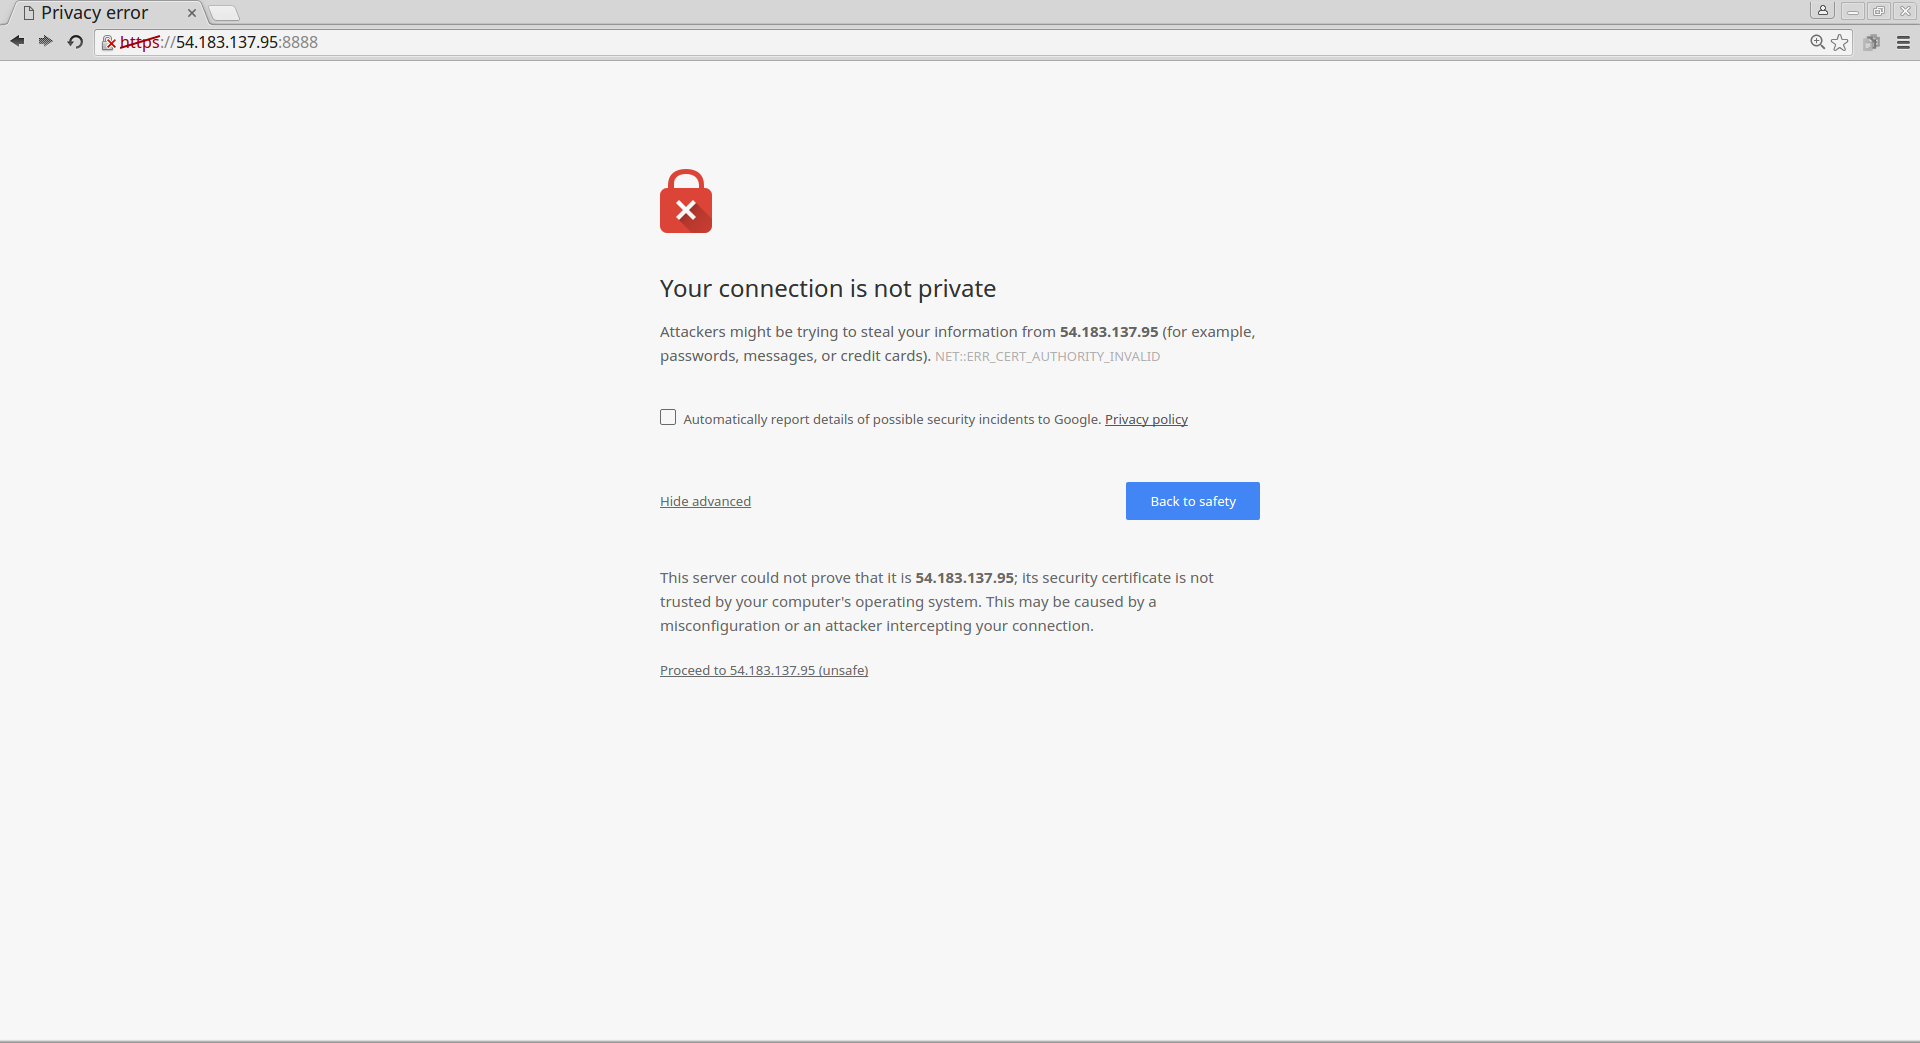 Privacy error
https://54.183.137.95:8888
Your connection is not private
Attackers might be trying to steal your information from 54.183.137.95 (for example,
passwords, messages, or credit cards). NET::ERR_CERT_AUTHORITY_INVALID
Automatically report details of possible security incidents to Google. Privacy policy
Hide advanced
Back to safety
This server could not prove that it is 54.183.137.95; its security certificate is not
trusted by your computer's operating system. This may be caused by a
misconfiguration or an attacker intercepting your connection.
Proceed to 54.183.137.95 (unsafe)